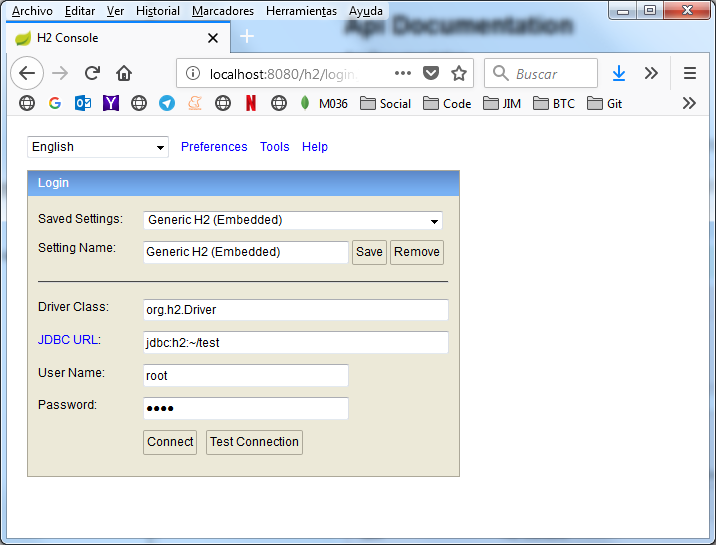 Archivo Editar Ver Historial Marcadores Herramientas Ayuda
Api Documentation
H2 Console
localhost:8080/h2/login. Buscar
M036 Social Code JIM BTC Git
English Preferences Tools Help
Login
Saved Settings: Generic H2 (Embedded)
Setting Name: Generic H2 (Embedded) Save Remove
Driver Class: org.h2.Driver
JDBC URL: jdbc:h2:~/test
User Name: root
Password: ••••
Connect Test Connection